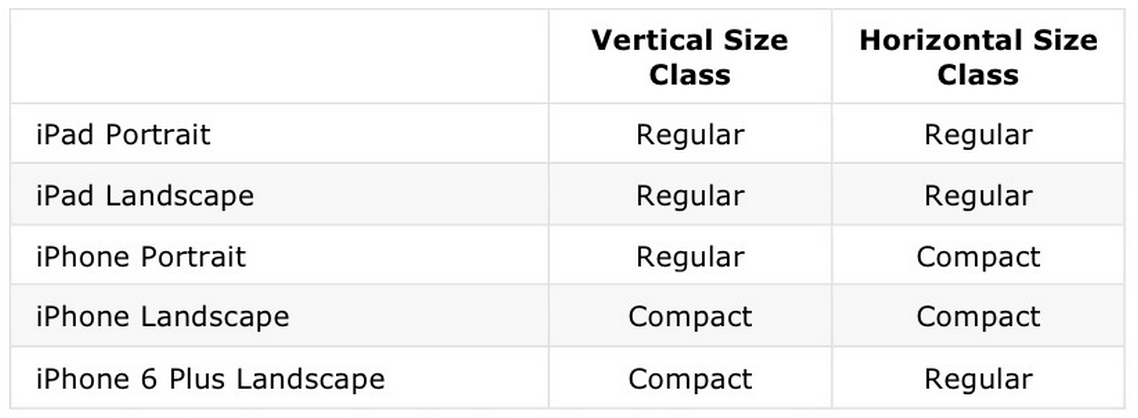 Vertical Size Class Horizontal Size Class
iPad Portrait Regular Regular
iPad Landscape Regular Regular
iPhone Portrait Regular Compact
iPhone Landscape Compact Compact
iPhone 6 Plus Landscape Compact Regular